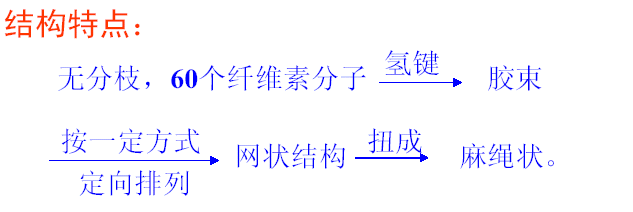 结构特点：
无分枝，60个纤维素分子 氢键 胶束
按一定方式 定向排列 网状结构 扭成 麻绳状。